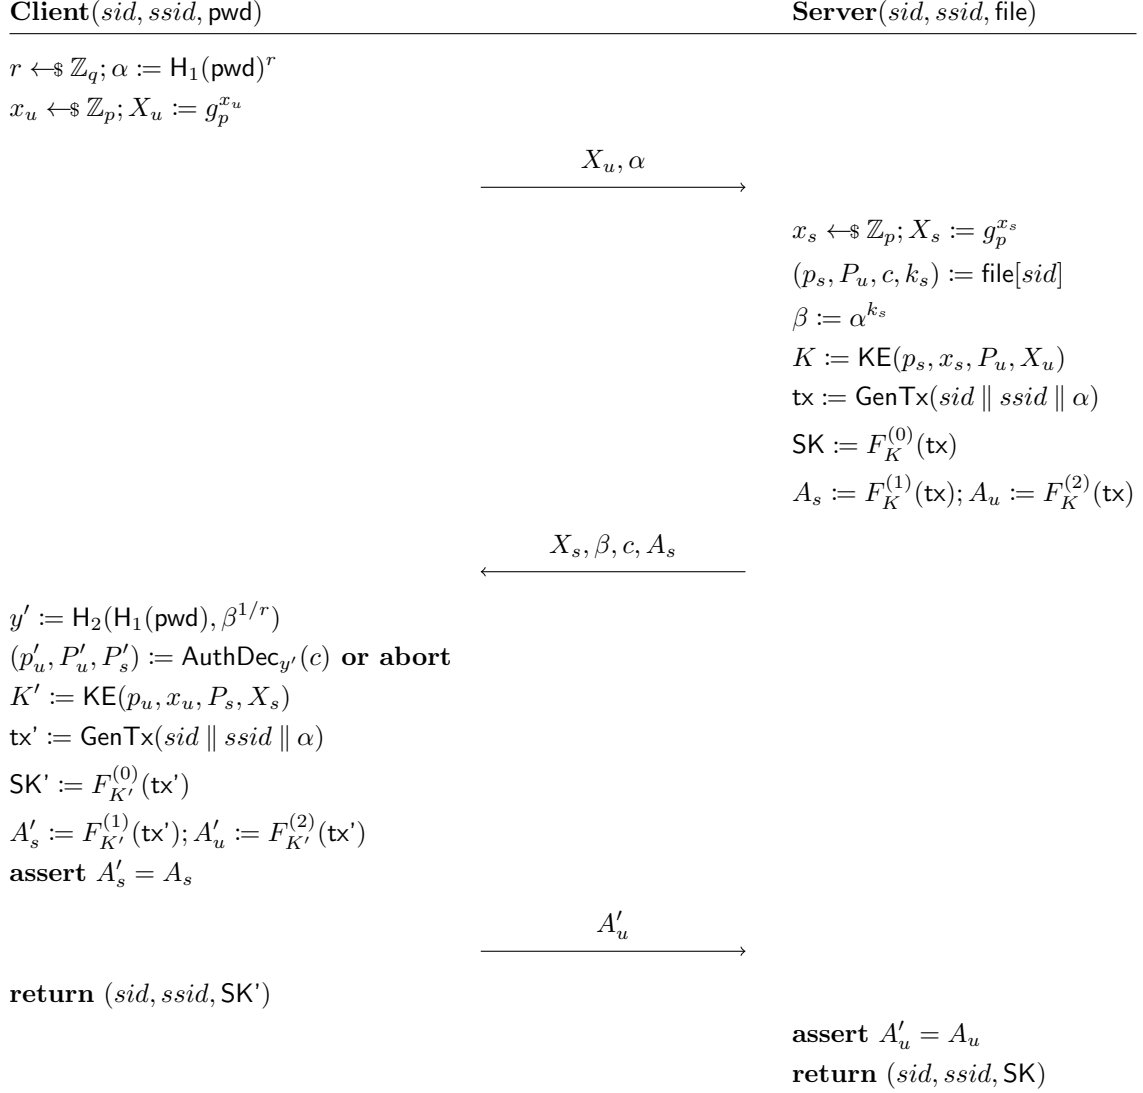 Client(sid, ssid, pwd) Server(sid, ssid, file)
r ←$ ℤ_q; α := H₁(pwd)^r
x_u ←$ ℤ_p; X_u := g_p^{x_u}
X_u, α
x_s ←$ ℤ_p; X_s := g_p^{x_s}
(p_s, P_u, c, k_s) := file[sid]
β := α^{k_s}
K := KE(p_s, x_s, P_u, X_u)
tx := GenTx(sid ∥ ssid ∥ α)
SK := F_K^{(0)}(tx)
A_s := F_K^{(1)}(tx); A_u := F_K^{(2)}(tx)
X_s, β, c, A_s
y′ := H₂(H₁(pwd), β^{1/r})
(p′_u, P′_u, P′_s) := AuthDec_{y′}(c) or abort
K′ := KE(p_u, x_u, P_s, X_s)
tx' := GenTx(sid ∥ ssid ∥ α)
SK' := F_{K′}^{(0)}(tx')
A′_s := F_{K′}^{(1)}(tx'); A′_u := F_{K′}^{(2)}(tx')
assert A′_s = A_s
A′_u
return (sid, ssid, SK')
assert A′_u = A_u
return (sid, ssid, SK)